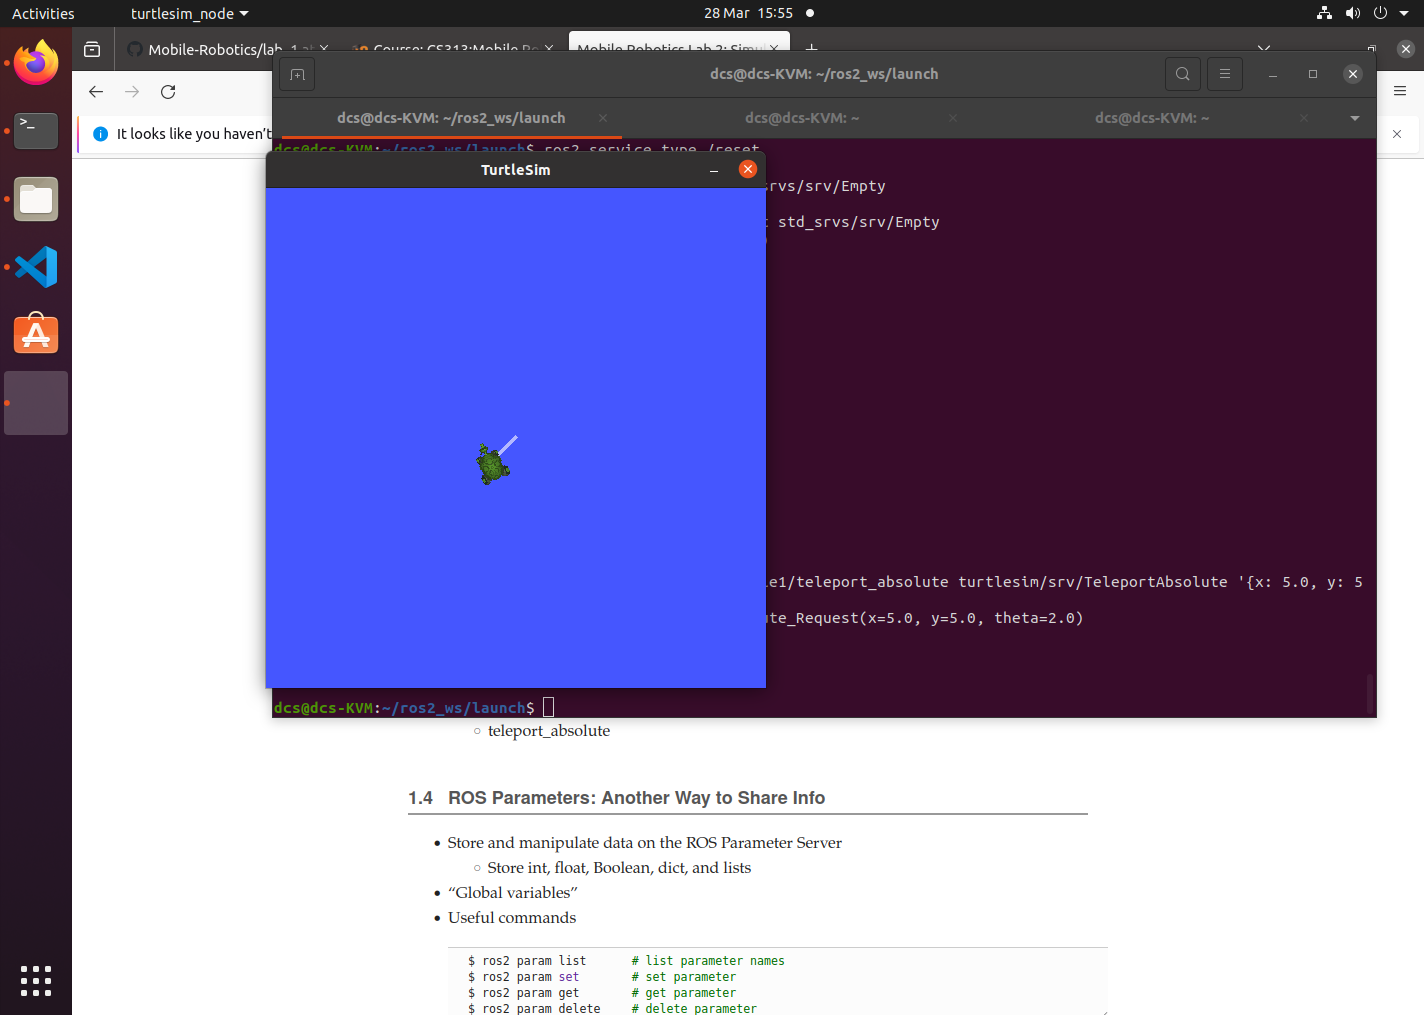 Activities
turtlesim_node
28 Mar 15:55
Mobile-Robotics/lab_1
Course: CS313:Mobile
Mobile Robotics Lab 2:
dcs@dcs-KVM: ~/ros2_ws/launch
dcs@dcs-KVM: ~/ros2_ws/launch
dcs@dcs-KVM: ~
dcs@dcs-KVM: ~
It looks like you haven't
dcs@dcs-KVM:~/ros2_ws/launch$ ros2 service type /reset
TurtleSim
srvs/srv/Empty
std_srvs/srv/Empty
le1/teleport_absolute turtlesim/srv/TeleportAbsolute '{x: 5.0, y: 5
ute_Request(x=5.0, y=5.0, theta=2.0)
dcs@dcs-KVM:~/ros2_ws/launch$
○ teleport_absolute
1.4 ROS Parameters: Another Way to Share Info
• Store and manipulate data on the ROS Parameter Server
○ Store int, float, Boolean, dict, and lists
• “Global variables”
• Useful commands
$ ros2 param list # list parameter names
$ ros2 param set # set parameter
$ ros2 param get # get parameter
$ ros2 param delete # delete parameter